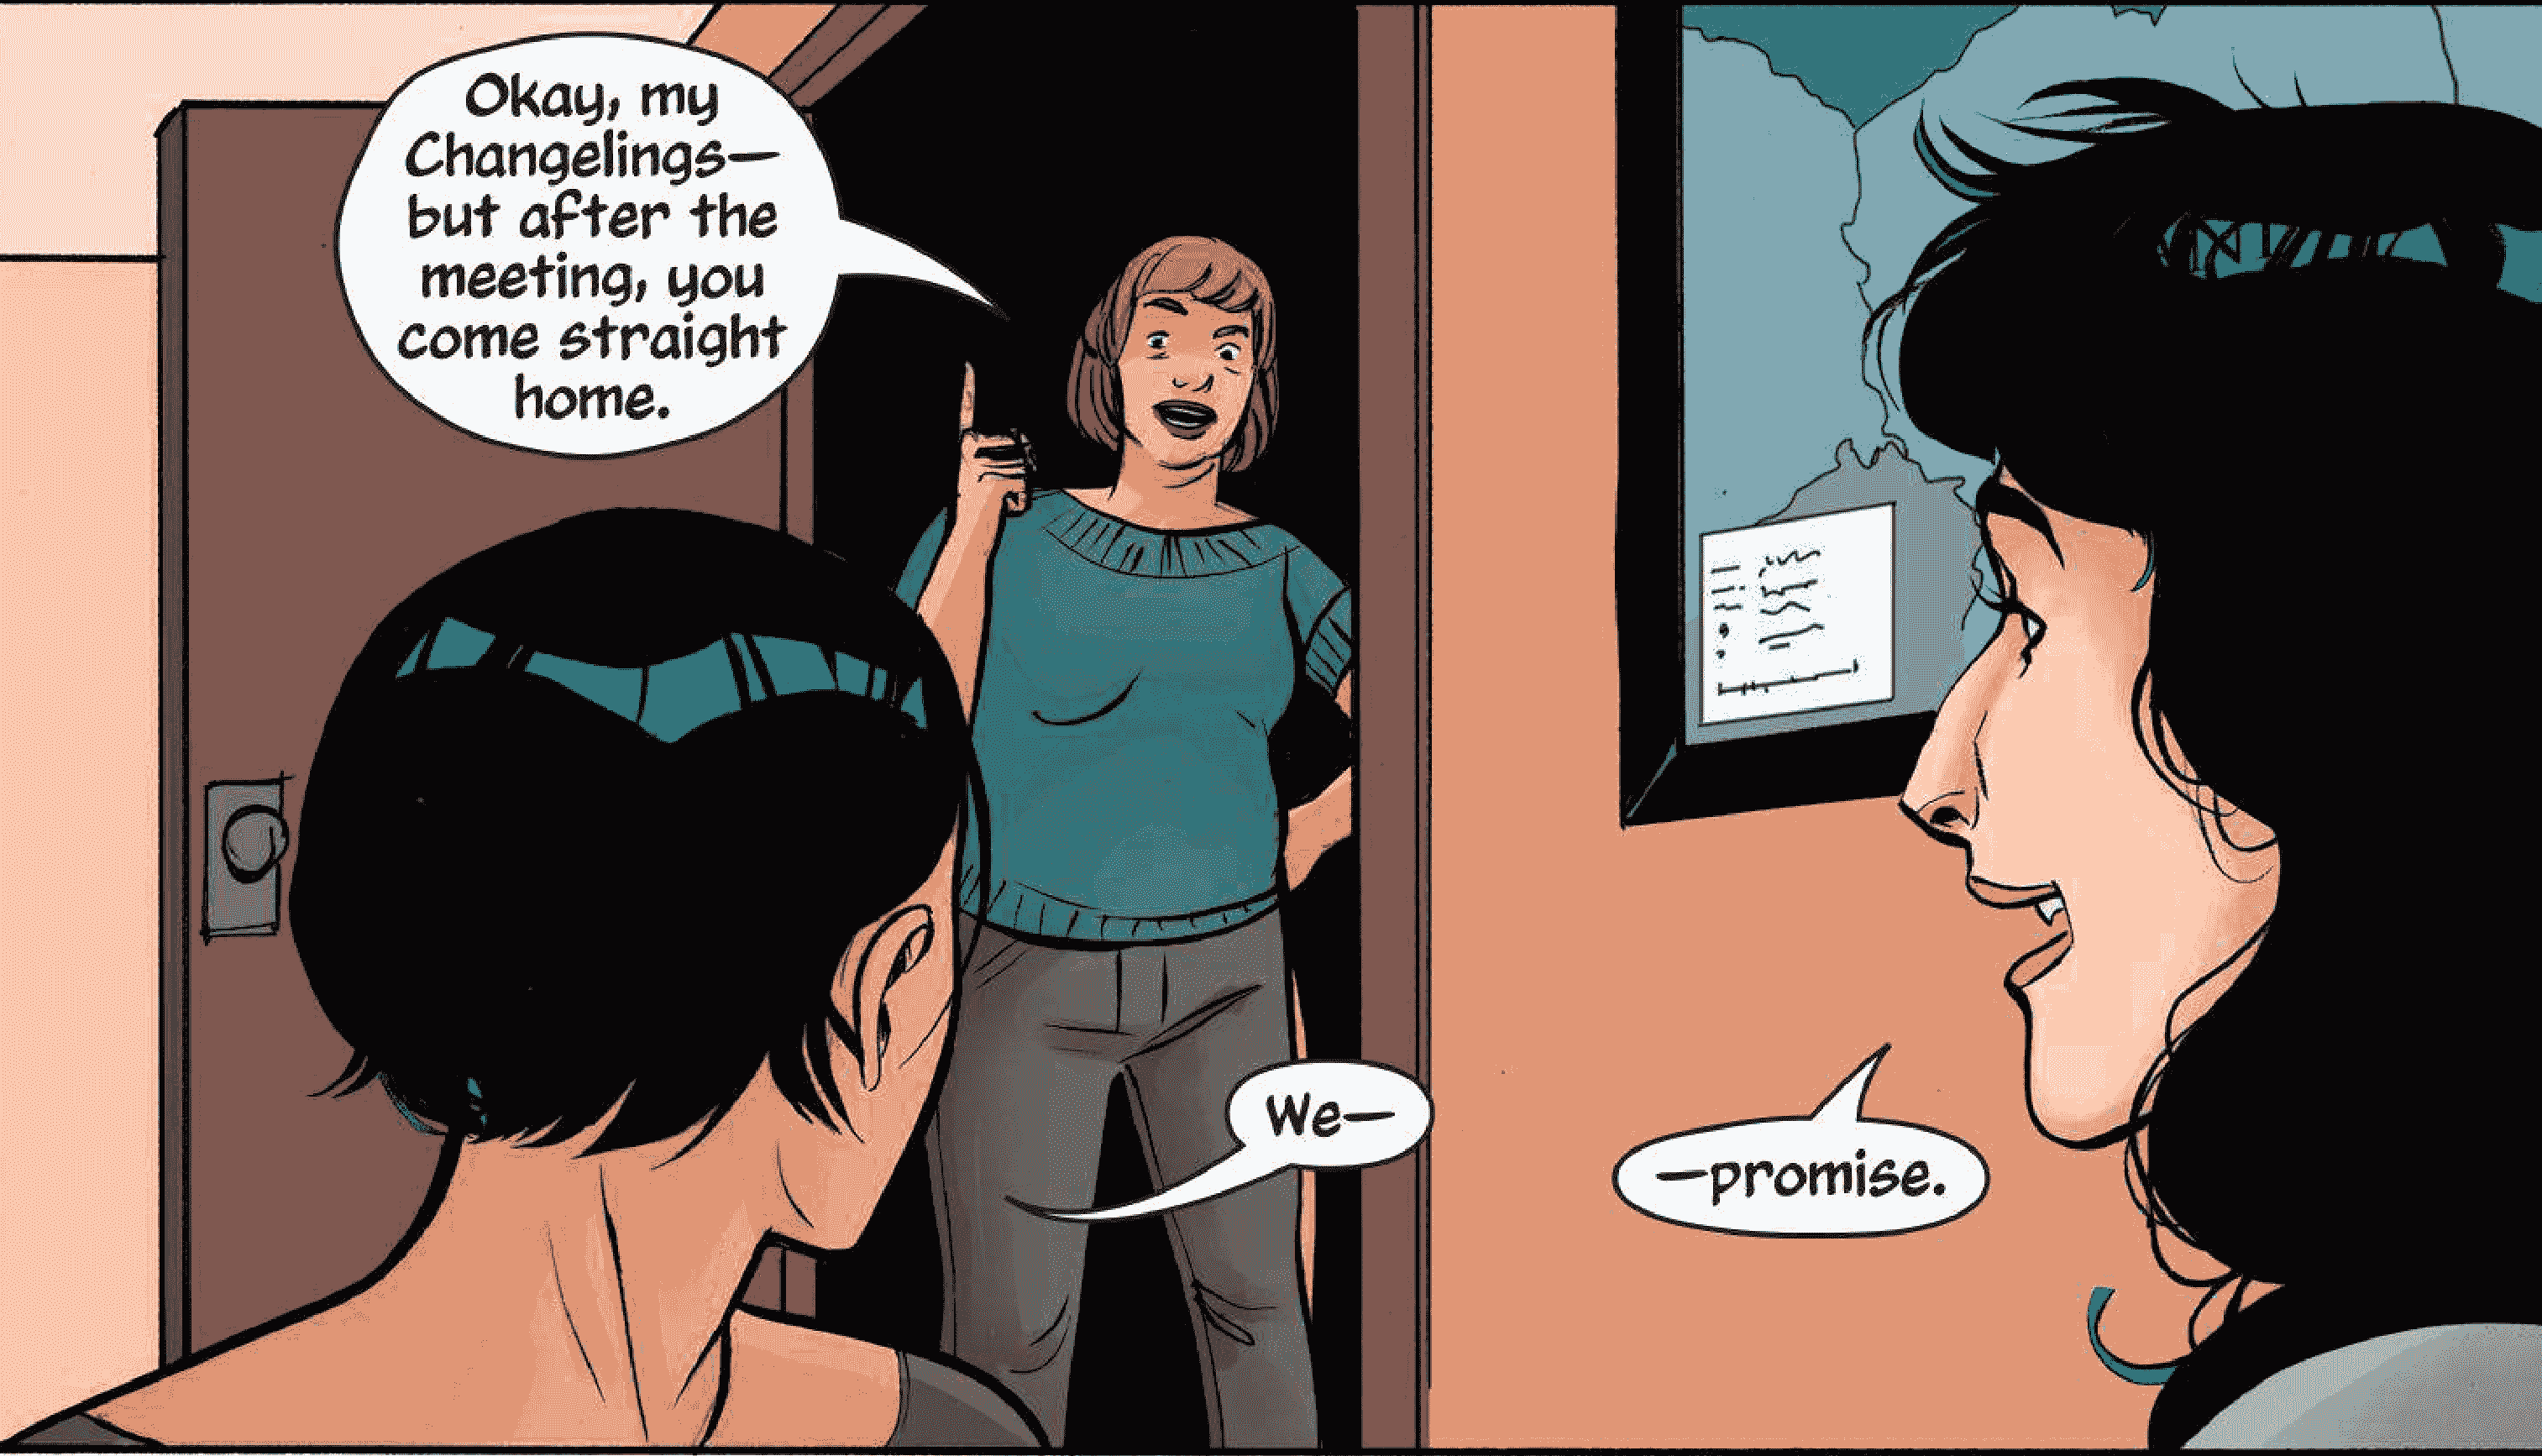 Okay, my
Changelings—
but after the
meeting, you
come straight
home.
We—
—promise.